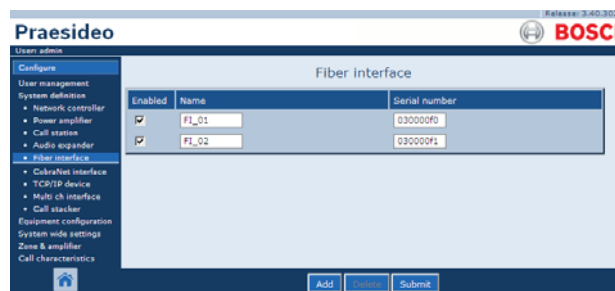 Release: 3.40.30
Praesideo
BOSCH
User: admin
Configure
User management
System definition
• Network controller
• Power amplifier
• Call station
• Audio expander
• Fiber interface
• CobraNet interface
• TCP/IP device
• Multi ch interface
• Call stacker
Equipment configuration
System wide settings
Zone & amplifier
Call characteristics
Fiber interface
Enabled Name Serial number
FI_01 030000f0
FI_02 030000f1
Add Delete Submit